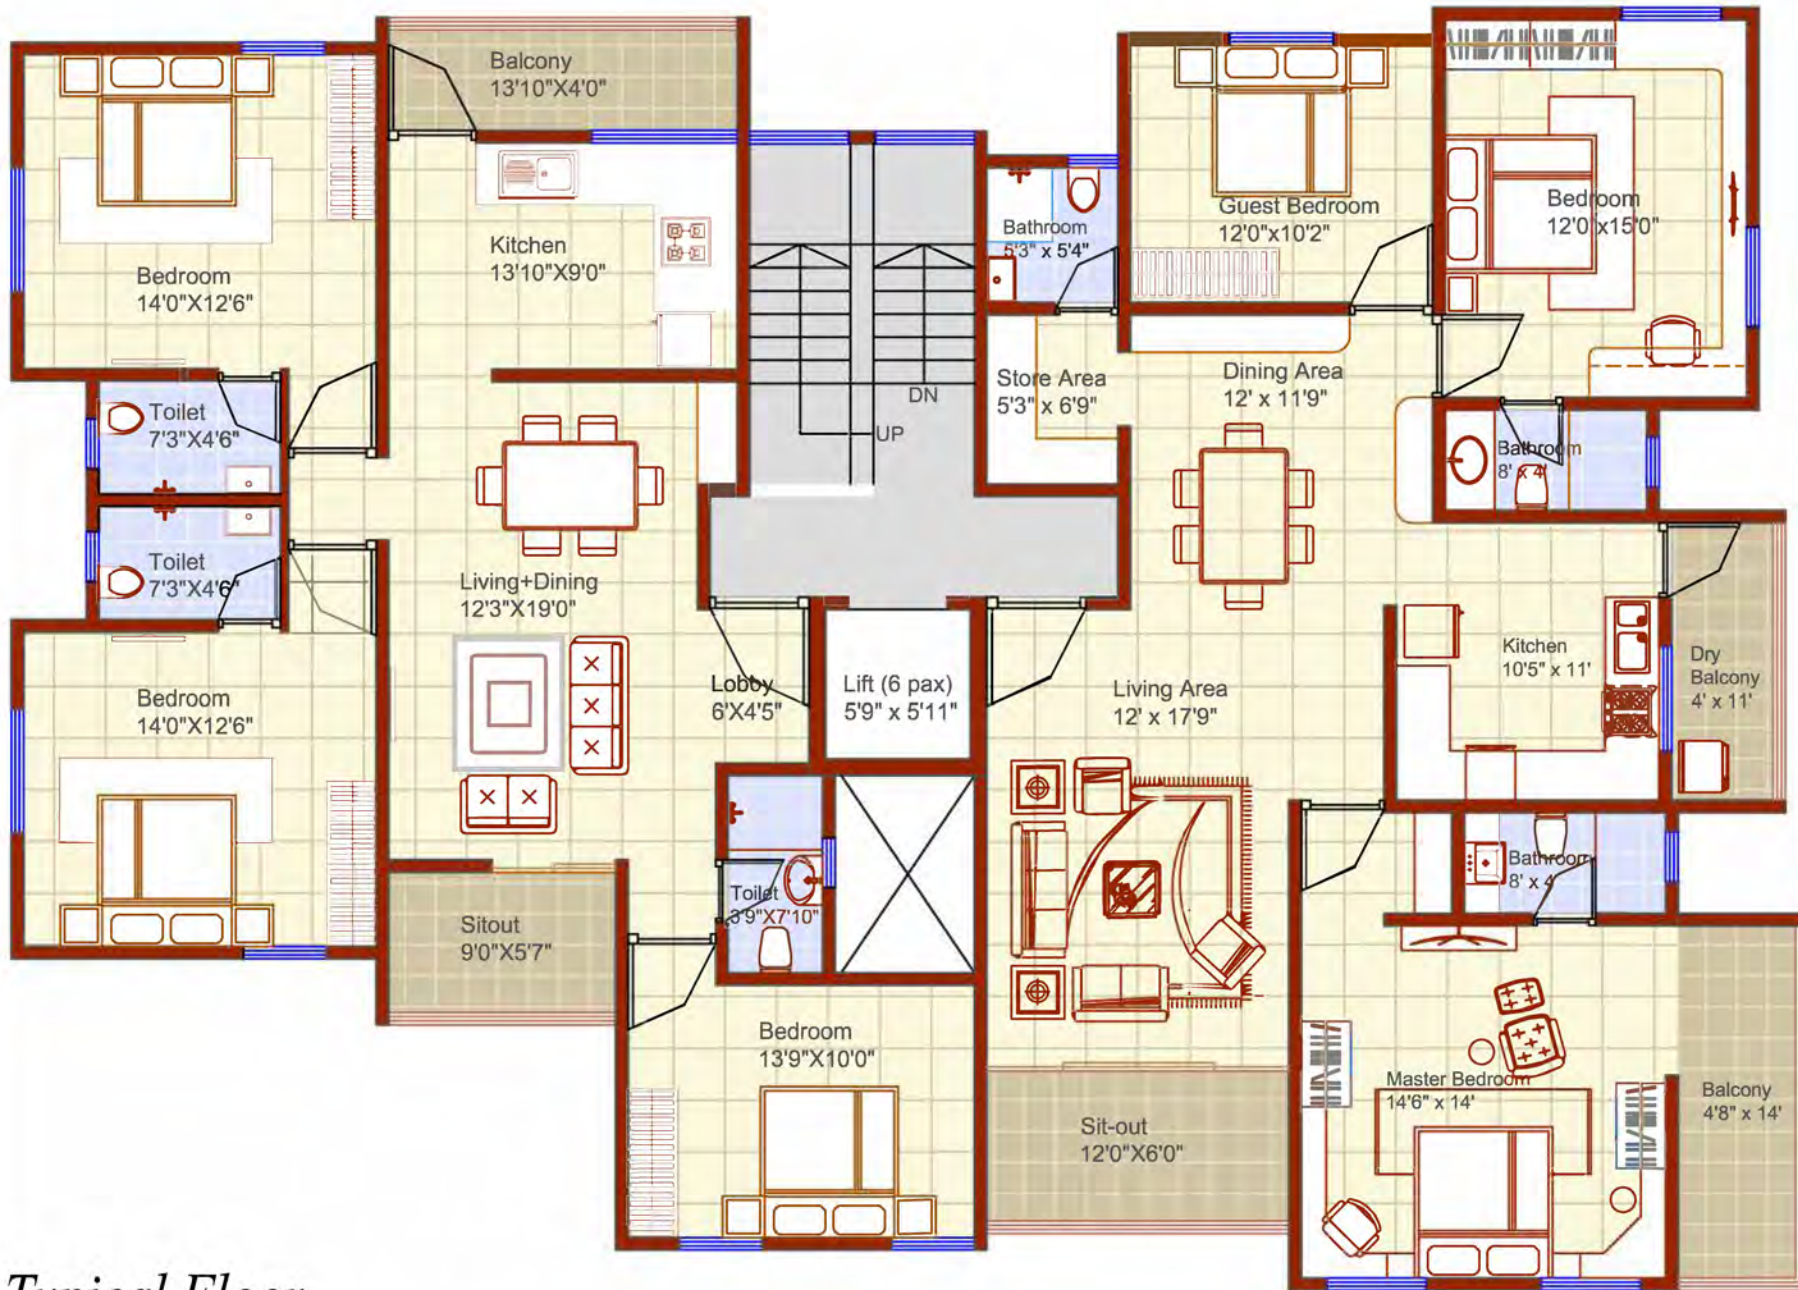 Balcony
13'10"X4'0"
Bedroom
14'0"X12'6"
Kitchen
13'10"X9'0"
Bathroom
5'3" x 5'4"
Guest Bedroom
12'0"x10'2"
Bedroom
12'0"x15'0"
Toilet
7'3"X4'6"
DN
UP
Store Area
5'3" x 6'9"
Dining Area
12' x 11'9"
Bathroom
8' x 4'
Toilet
7'3"X4'6"
Living+Dining
12'3"X19'0"
Bedroom
14'0"X12'6"
Lobby
6'X4'5"
Lift (6 pax)
5'9" x 5'11"
Living Area
12' x 17'9"
Kitchen
10'5" x 11'
Dry
Balcony
4' x 11'
Toilet
3'9"X7'10"
Bathroom
8' x 4'
Sitout
9'0"X5'7"
Bedroom
13'9"X10'0"
Sit-out
12'0"X6'0"
Master Bedroom
14'6" x 14'
Balcony
4'8" x 14'
Typical Floor